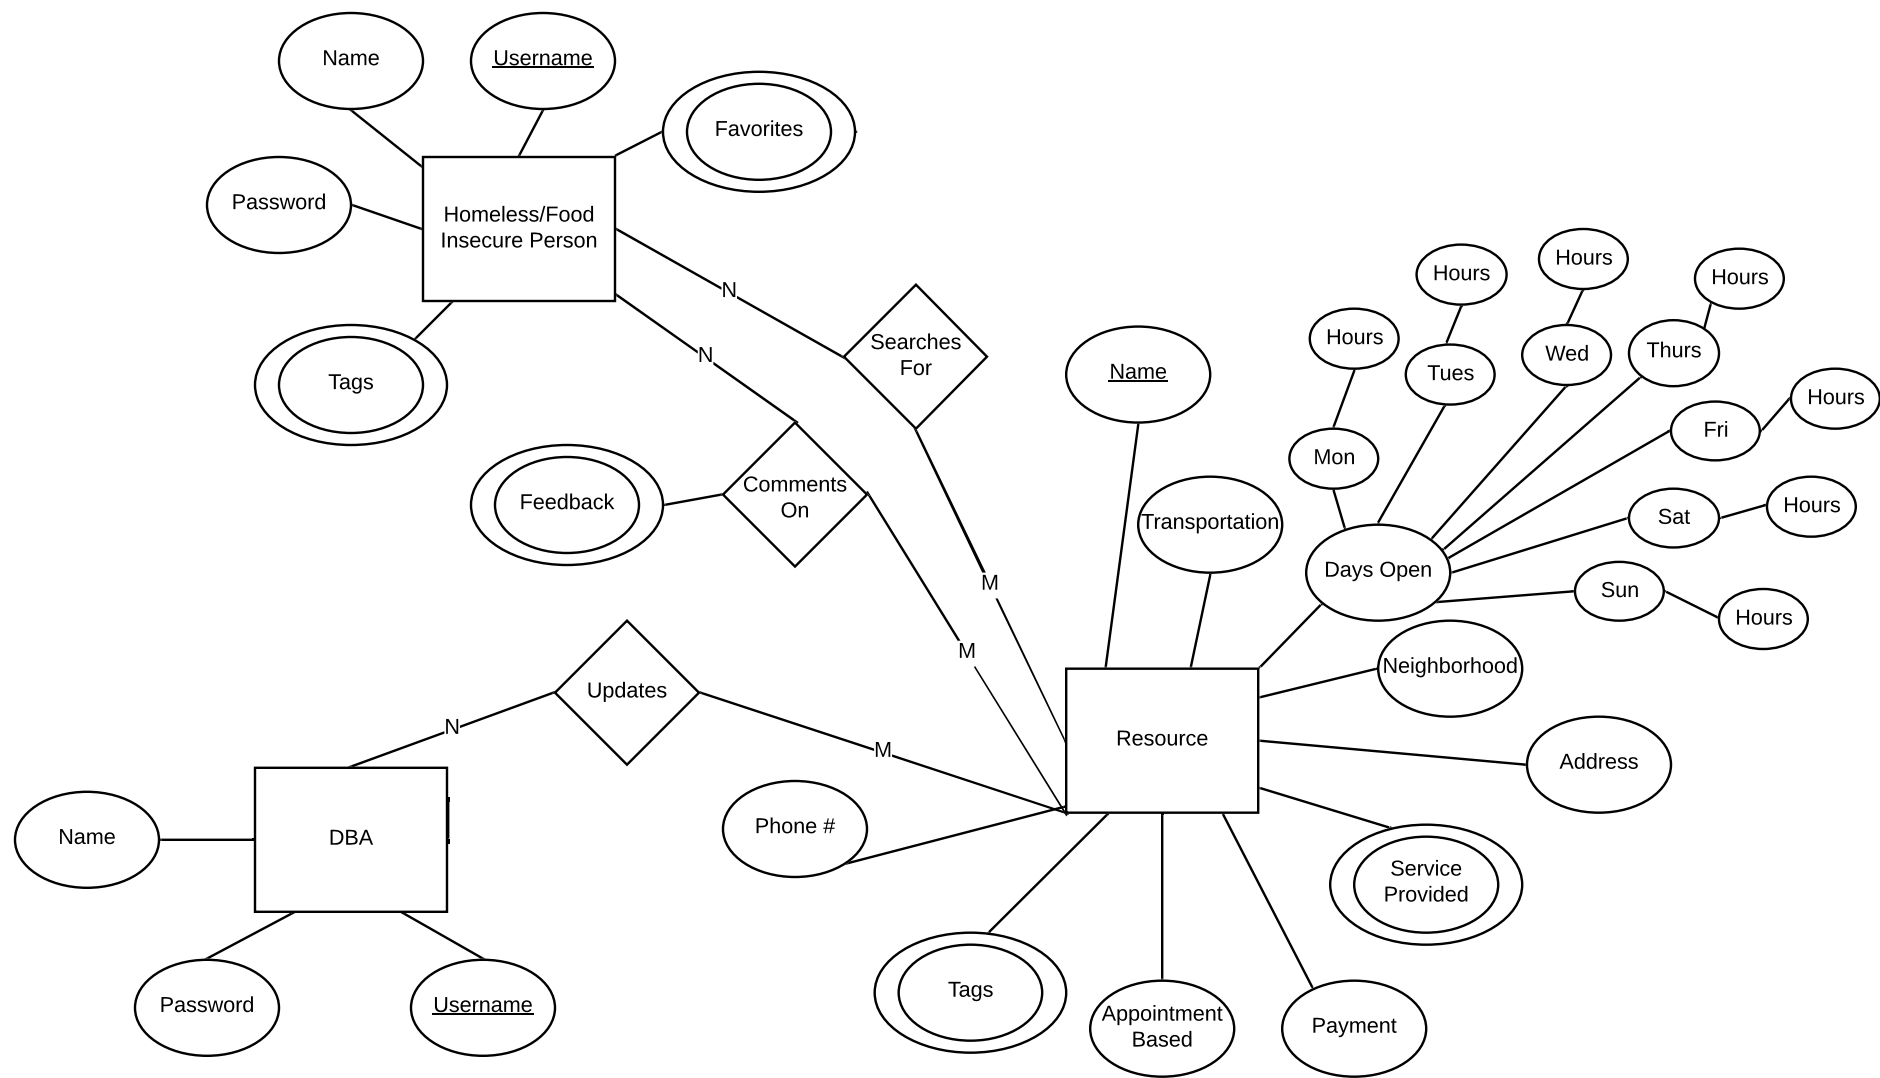 Name
Username
Favorites
Password
Homeless/Food
Insecure Person
Tags
N
N
Searches
For
Comments
On
Feedback
M
M
Name
Transportation
Hours
Hours
Hours
Hours
Mon
Tues
Wed
Thurs
Fri
Hours
Sat
Hours
Sun
Hours
Days Open
Neighborhood
Updates
N
M
Resource
Address
Name
DBA
Phone #
Service
Provided
Password
Username
Tags
Appointment
Based
Payment